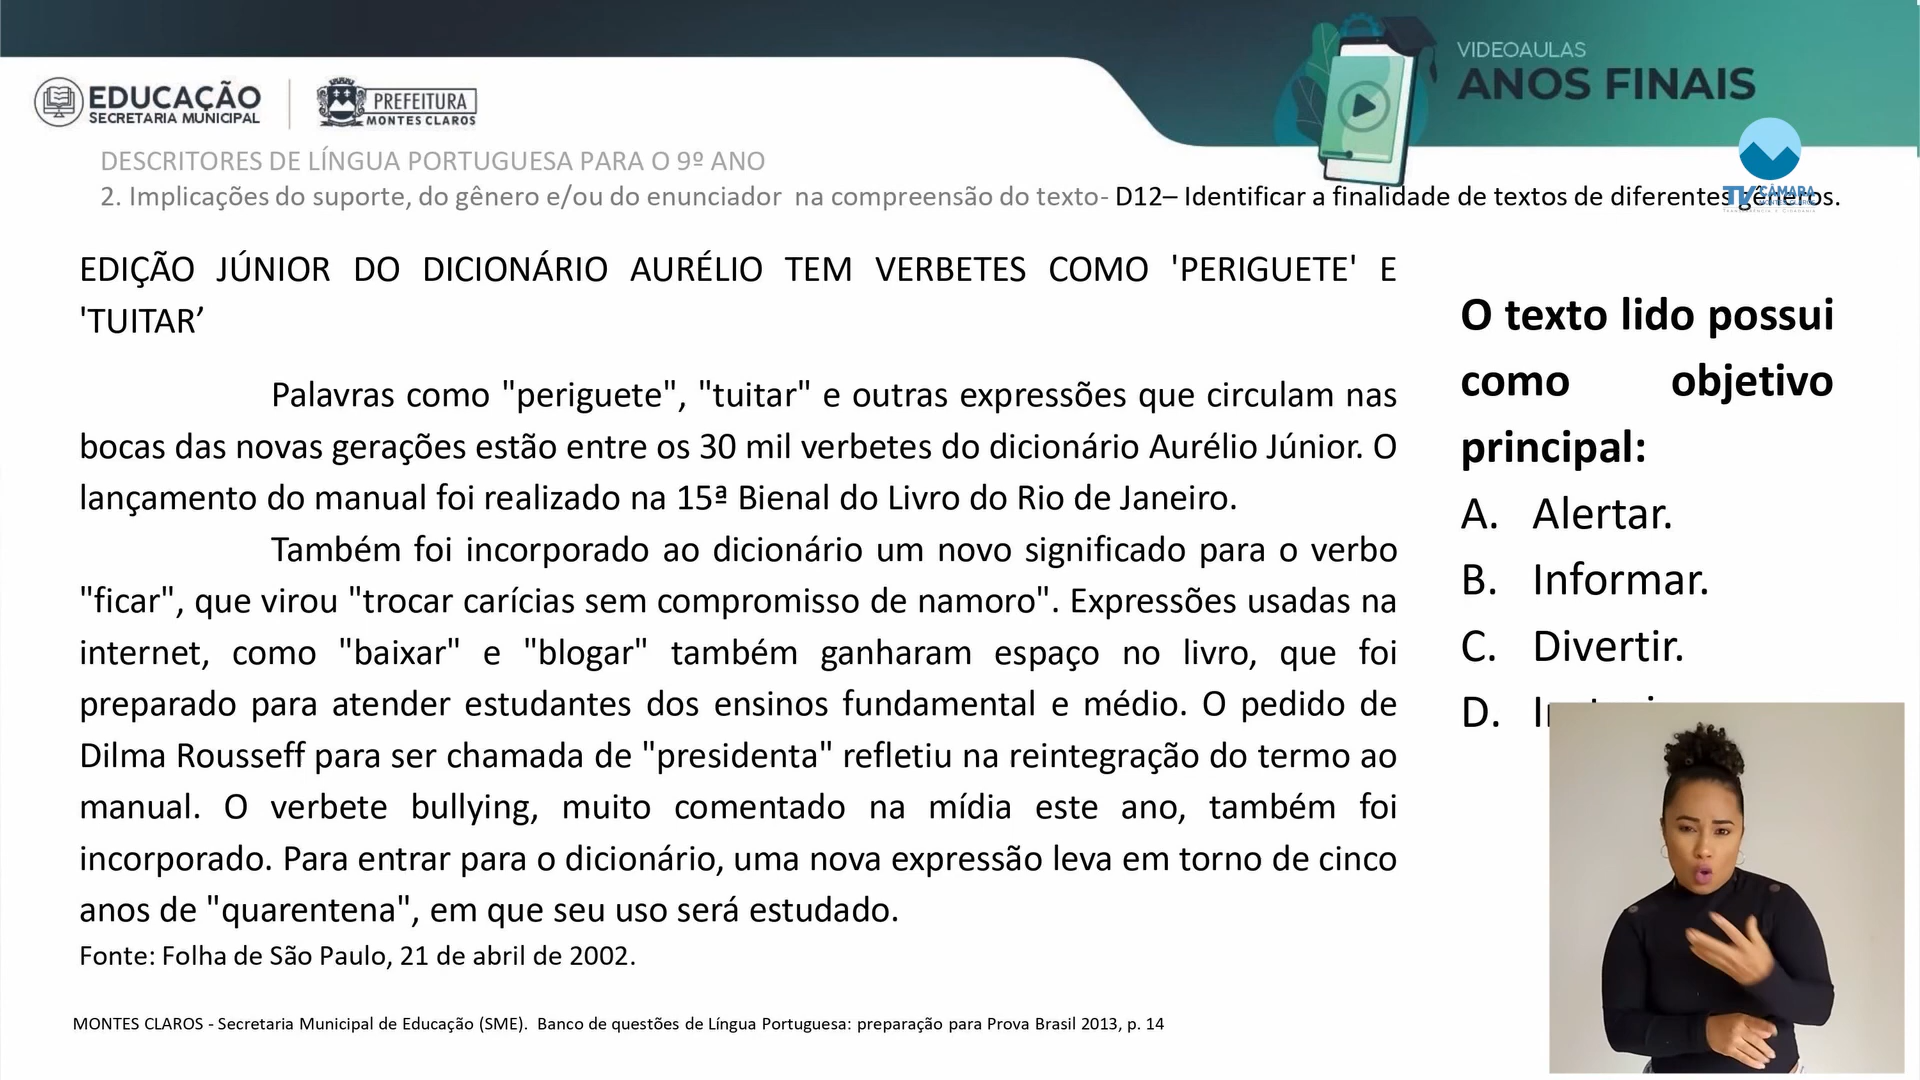 VIDEOAULAS
ANOS FINAIS
EDUCAÇÃO
SECRETARIA MUNICIPAL
PREFEITURA
MONTES CLAROS
DESCRITORES DE LÍNGUA PORTUGUESA PARA O 9º ANO
2. Implicações do suporte, do gênero e/ou do enunciador na compreensão do texto- D12– Identificar a finalidade de textos de diferentes gêneros.
TV CÂMARA
EDIÇÃO JÚNIOR DO DICIONÁRIO AURÉLIO TEM VERBETES COMO 'PERIGUETE' E
'TUITAR’
Palavras como "periguete", "tuitar" e outras expressões que circulam nas
bocas das novas gerações estão entre os 30 mil verbetes do dicionário Aurélio Júnior. O
lançamento do manual foi realizado na 15ª Bienal do Livro do Rio de Janeiro.
Também foi incorporado ao dicionário um novo significado para o verbo
"ficar", que virou "trocar carícias sem compromisso de namoro". Expressões usadas na
internet, como "baixar" e "blogar" também ganharam espaço no livro, que foi
preparado para atender estudantes dos ensinos fundamental e médio. O pedido de
Dilma Rousseff para ser chamada de "presidenta" refletiu na reintegração do termo ao
manual. O verbete bullying, muito comentado na mídia este ano, também foi
incorporado. Para entrar para o dicionário, uma nova expressão leva em torno de cinco
anos de "quarentena", em que seu uso será estudado.
Fonte: Folha de São Paulo, 21 de abril de 2002.
O texto lido possui
como objetivo
principal:
A. Alertar.
B. Informar.
C. Divertir.
D.
MONTES CLAROS - Secretaria Municipal de Educação (SME). Banco de questões de Língua Portuguesa: preparação para Prova Brasil 2013, p. 14